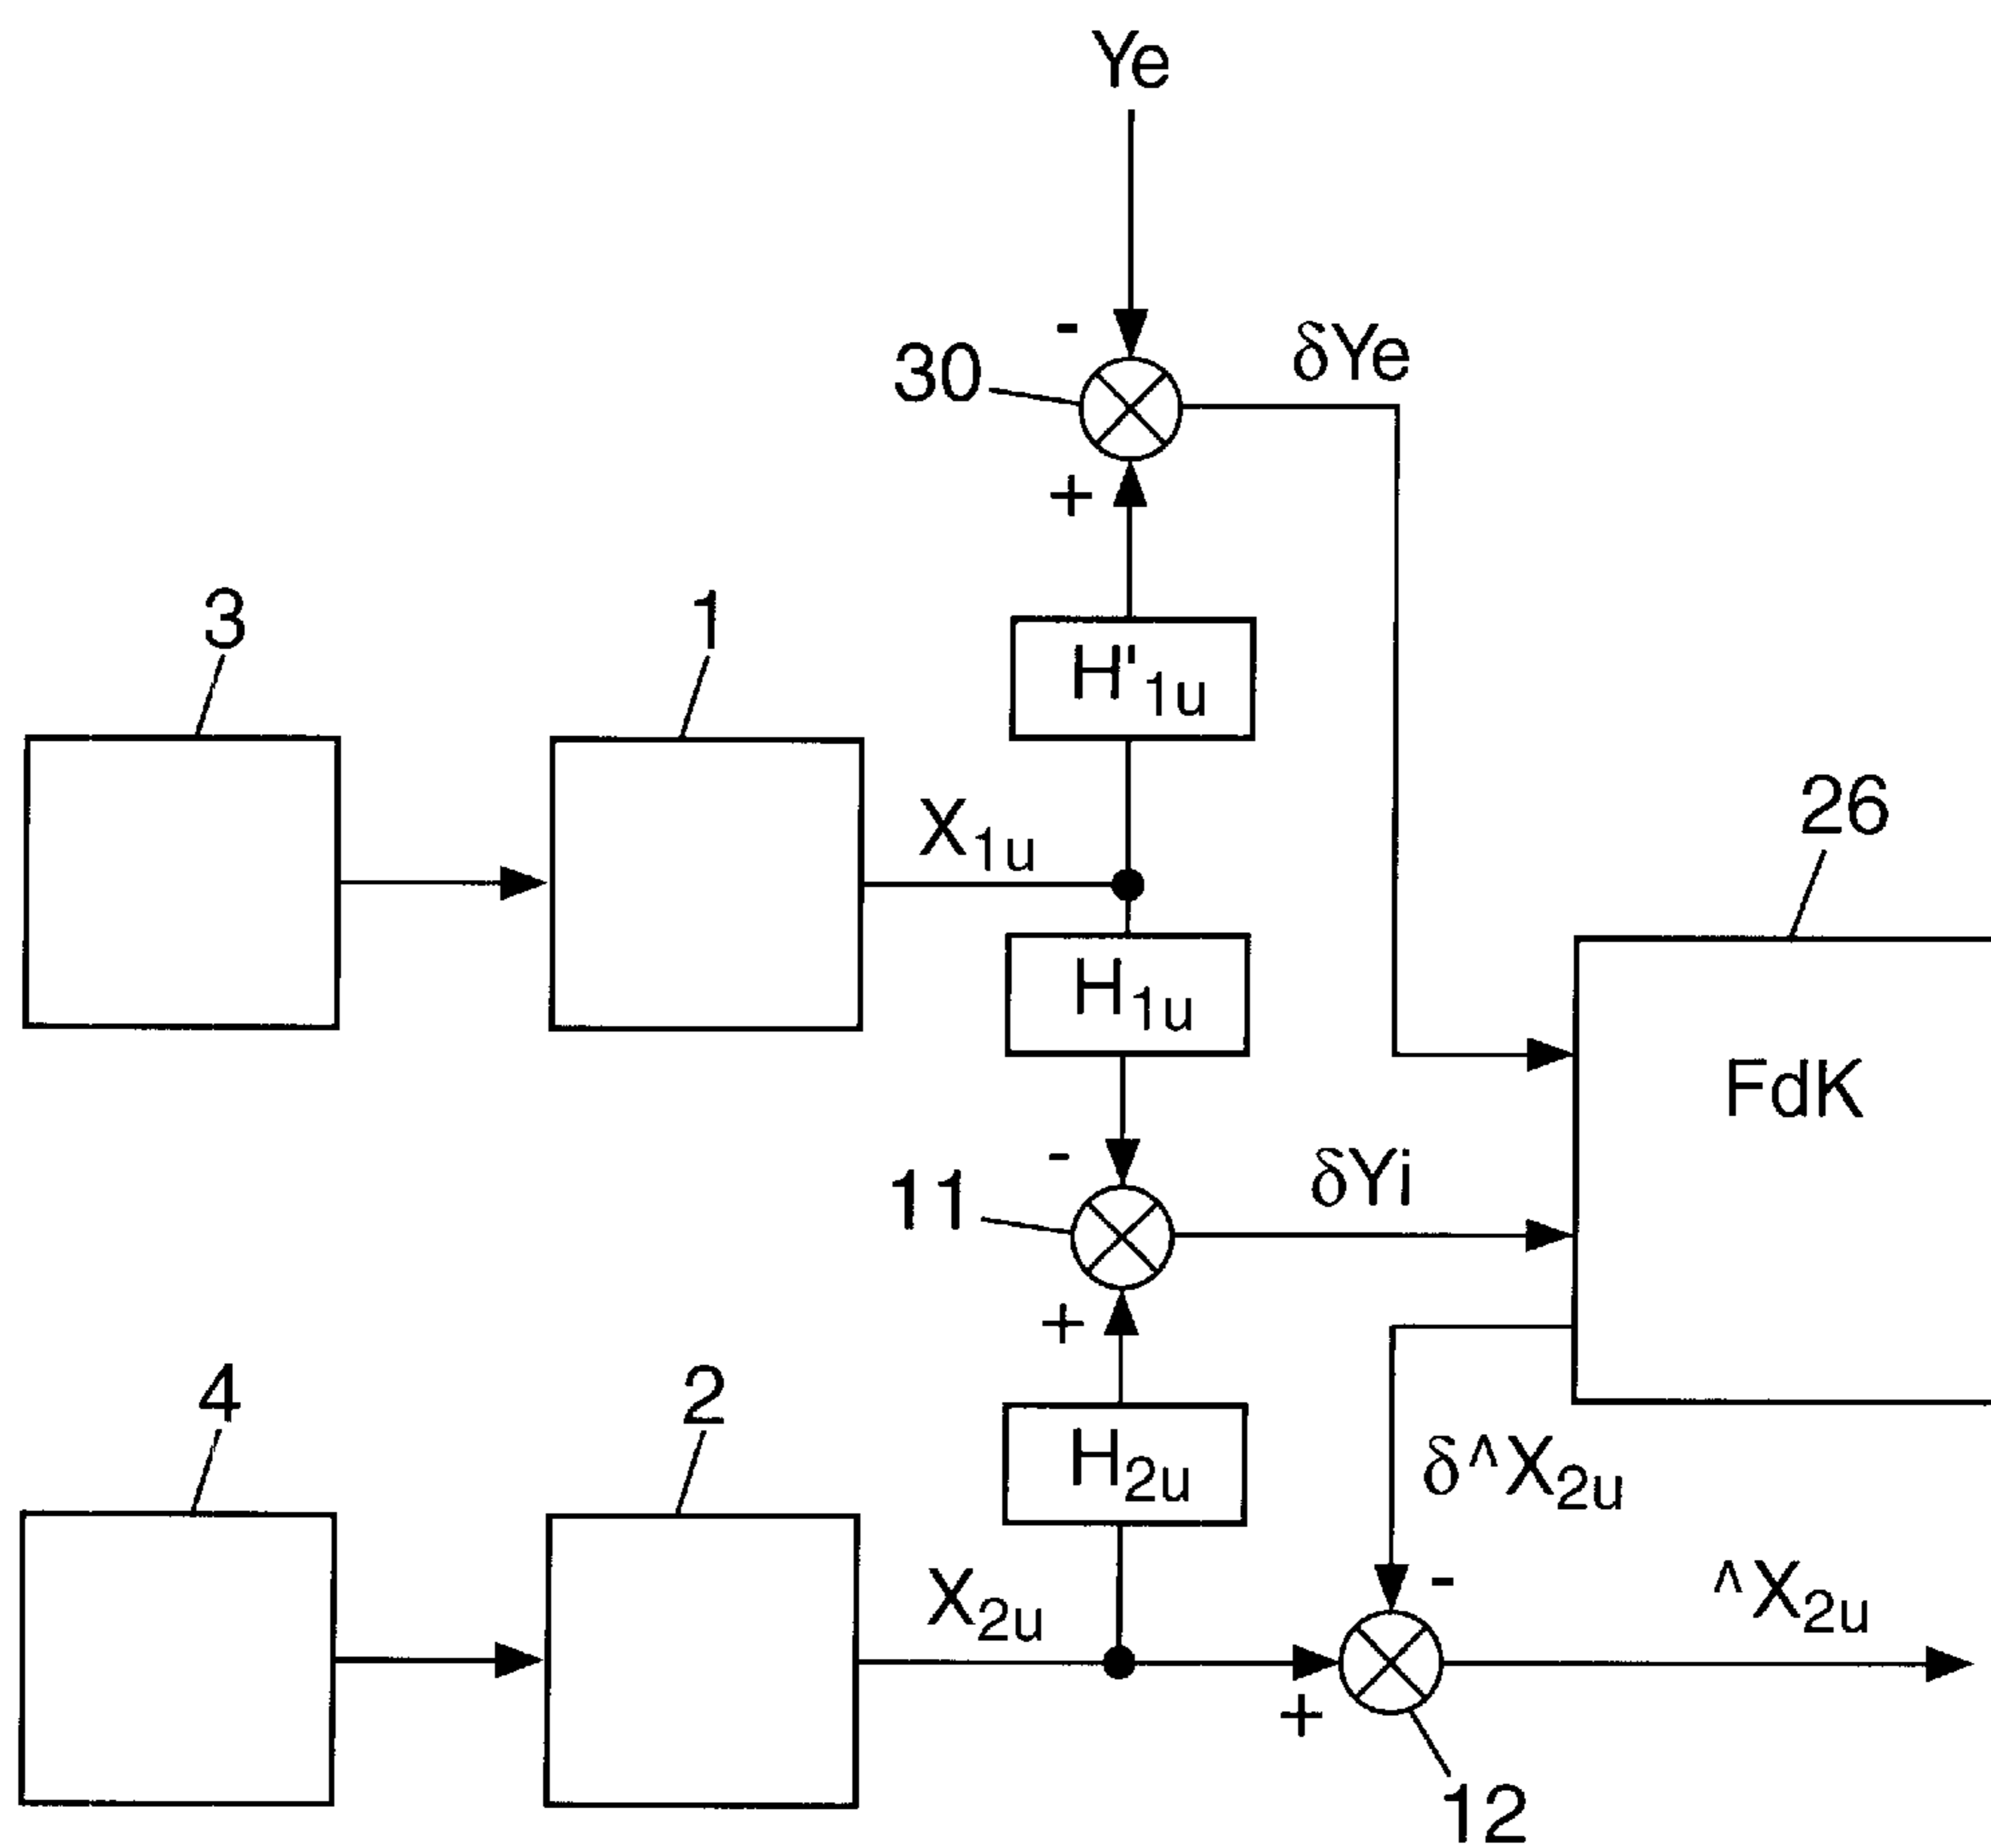 Ye
-
30
δYe
+
3
1
H'1u
X1u
26
H1u
FdK
-
11
δYi
+
4
2
H2u
δ^X2u
X2u
-
^X2u
+
12